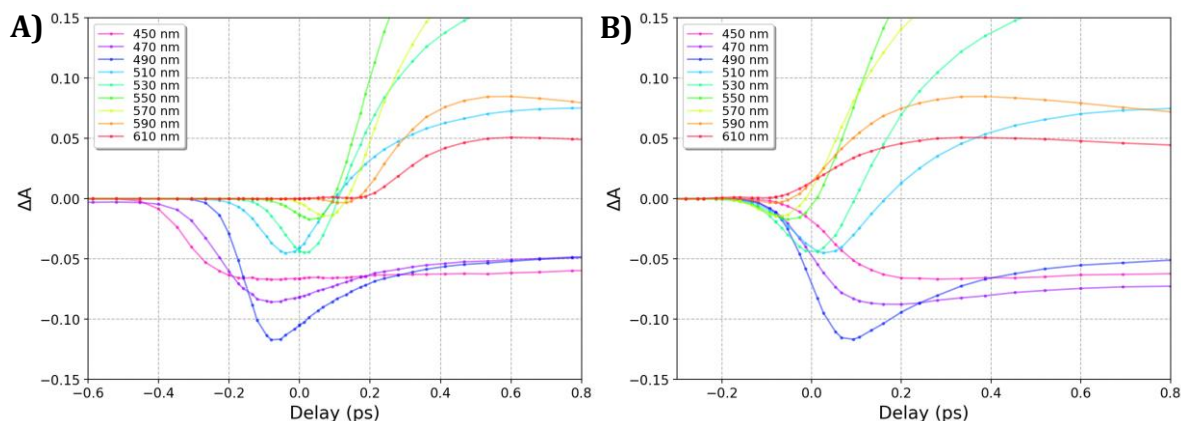 A)
0.15
0.10
0.05
0.00
−0.05
−0.10
−0.15
ΔA
450 nm
470 nm
490 nm
510 nm
530 nm
550 nm
570 nm
590 nm
610 nm
−0.6 −0.4 −0.2 0.0 0.2 0.4 0.6 0.8
Delay (ps)
B)
0.15
0.10
0.05
0.00
−0.05
−0.10
−0.15
ΔA
450 nm
470 nm
490 nm
510 nm
530 nm
550 nm
570 nm
590 nm
610 nm
−0.2 0.0 0.2 0.4 0.6 0.8
Delay (ps)